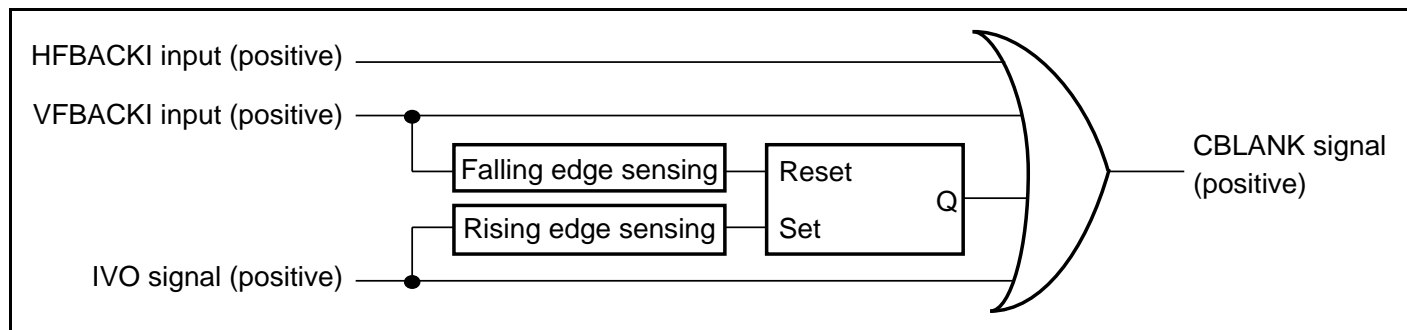 HFBACKI input (positive)
VFBACKI input (positive)
Falling edge sensing
Reset
Q
Rising edge sensing
Set
IVO signal (positive)
CBLANK signal
(positive)